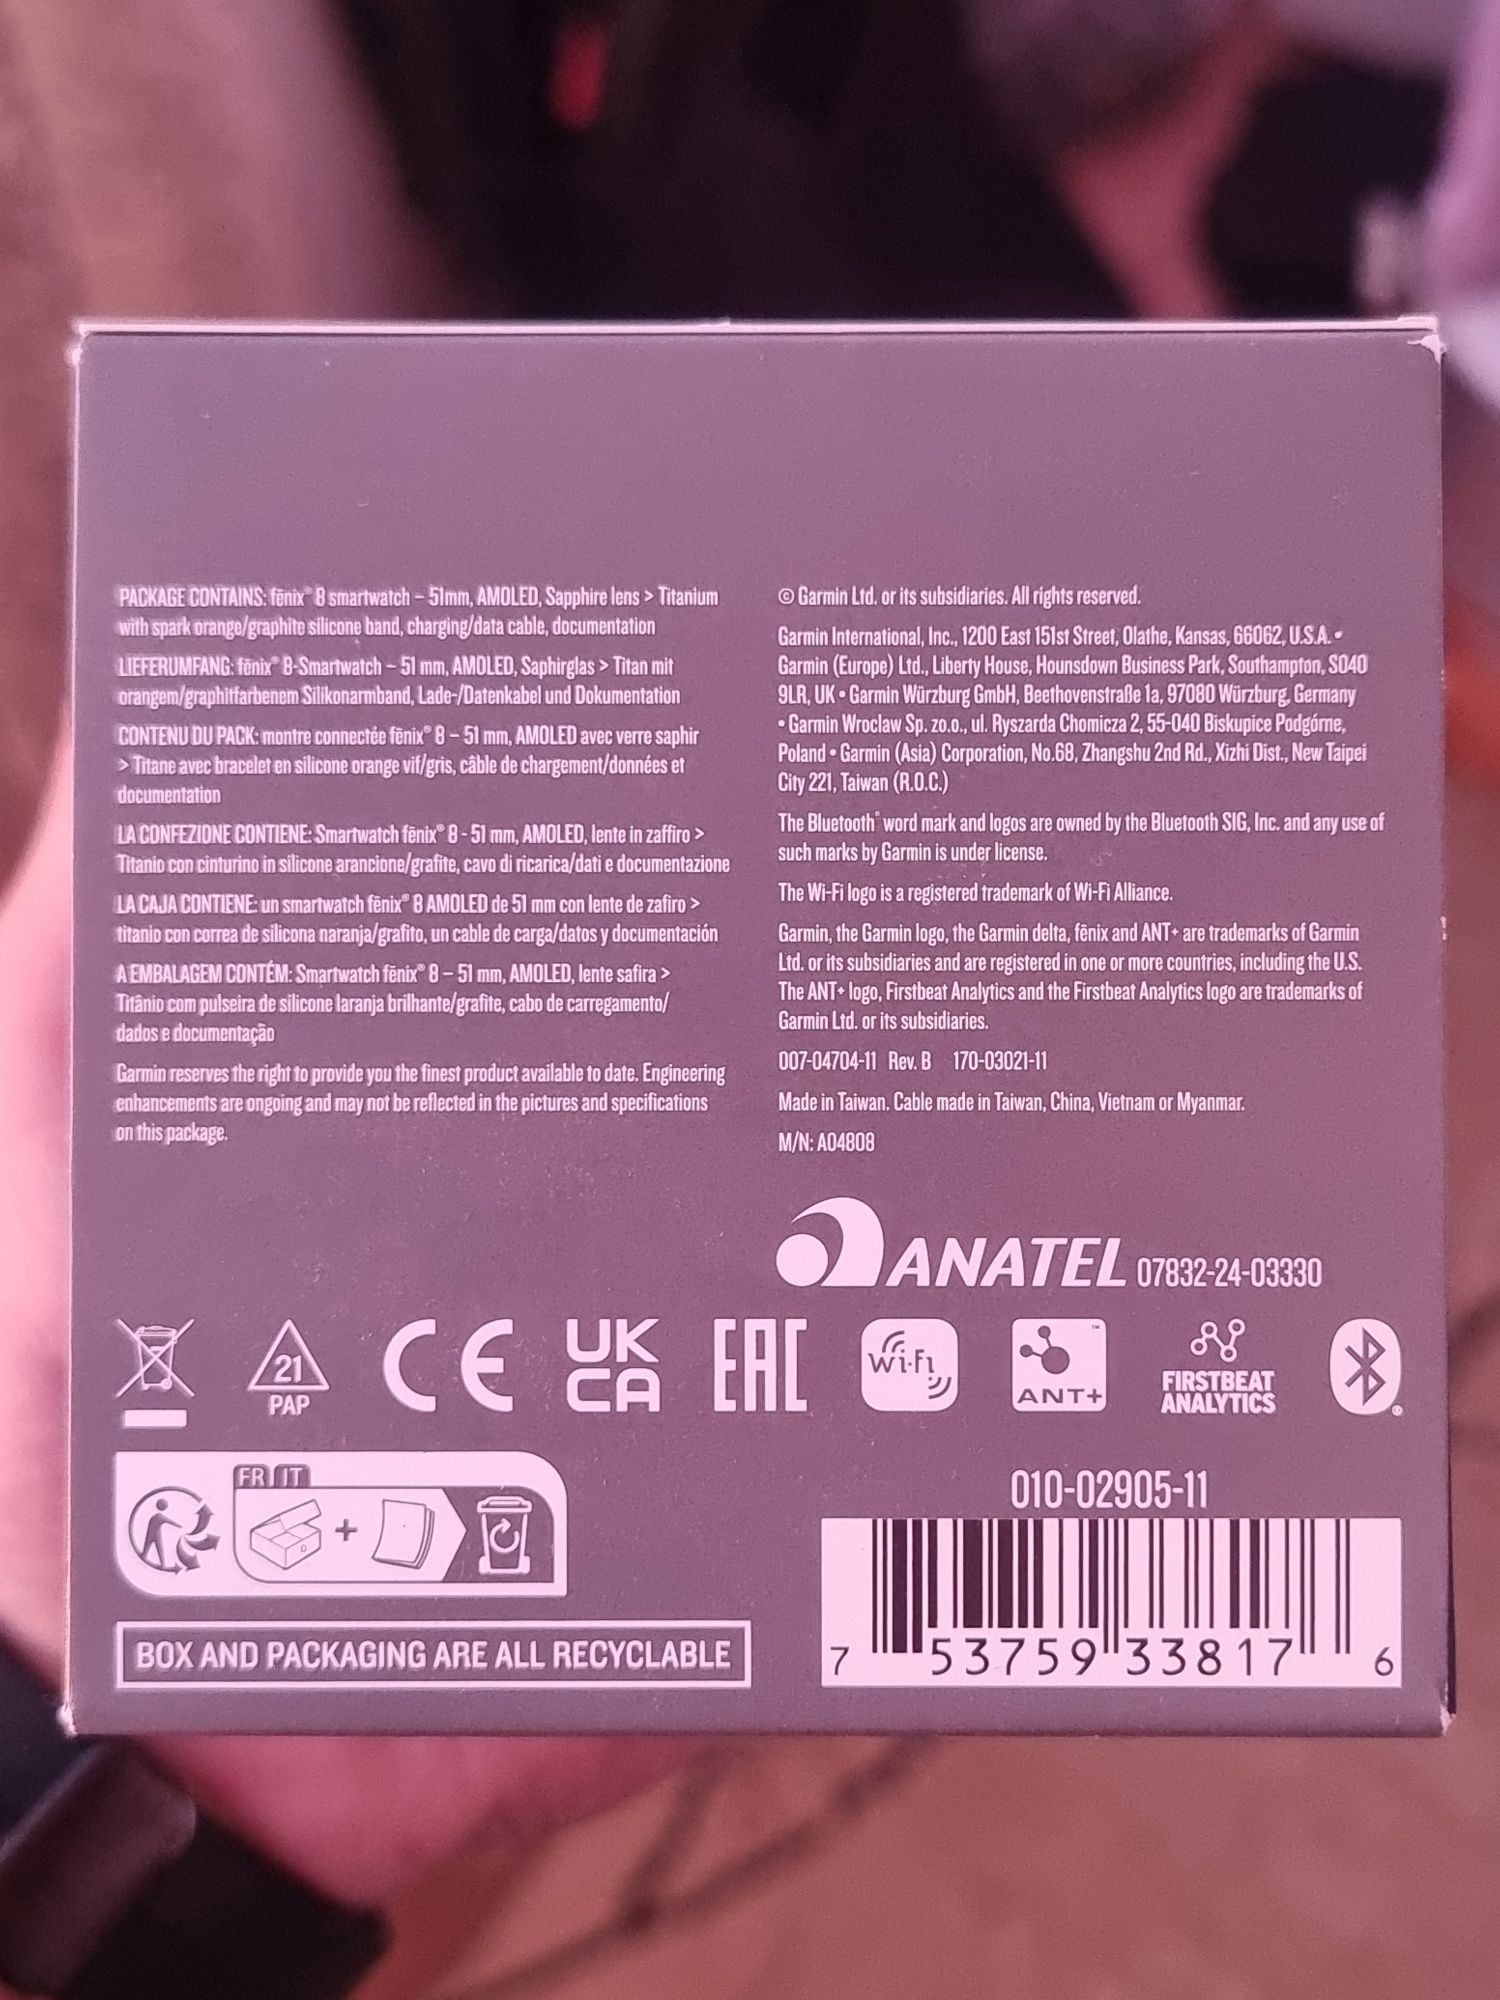 PACKAGE CONTAINS: fēnix® 8 smartwatch – 51mm, AMOLED, Sapphire lens > Titanium
with spark orange/graphite silicone band, charging/data cable, documentation
LIEFERUMFANG: fēnix® 8-Smartwatch – 51 mm, AMOLED, Saphirglas > Titan mit
orangem/graphitfarbenem Silikonarmband, Lade-/Datenkabel und Dokumentation
CONTENU DU PACK: montre connectée fēnix® 8 – 51 mm, AMOLED avec verre saphir
> Titane avec bracelet en silicone orange vif/gris, câble de chargement/données et
documentation
LA CONFEZIONE CONTIENE: Smartwatch fēnix® 8 - 51 mm, AMOLED, lente in zaffiro >
Titanio con cinturino in silicone arancione/grafite, cavo di ricarica/dati e documentazione
LA CAJA CONTIENE: un smartwatch fēnix® 8 AMOLED de 51 mm con lente de zafiro >
titanio con correa de silicona naranja/grafito, un cable de carga/datos y documentación
A EMBALAGEM CONTÉM: Smartwatch fēnix® 8 – 51 mm, AMOLED, lente safira >
Titânio com pulseira de silicone laranja brilhante/grafite, cabo de carregamento/
dados e documentação
Garmin reserves the right to provide you the finest product available to date. Engineering
enhancements are ongoing and may not be reflected in the pictures and specifications
on this package.
© Garmin Ltd. or its subsidiaries. All rights reserved.
Garmin International, Inc., 1200 East 151st Street, Olathe, Kansas, 66062, U.S.A. •
Garmin (Europe) Ltd., Liberty House, Hounsdown Business Park, Southampton, SO40
9LR, UK • Garmin Würzburg GmbH, Beethovenstraße 1a, 97080 Würzburg, Germany
• Garmin Wroclaw Sp. zo.o., ul. Ryszarda Chomicza 2, 55-040 Biskupice Podgórne,
Poland • Garmin (Asia) Corporation, No.68, Zhangshu 2nd Rd., Xizhi Dist., New Taipei
City 221, Taiwan (R.O.C.)
The Bluetooth® word mark and logos are owned by the Bluetooth SIG, Inc. and any use of
such marks by Garmin is under license.
The Wi-Fi logo is a registered trademark of Wi-Fi Alliance.
Garmin, the Garmin logo, the Garmin delta, fēnix and ANT+ are trademarks of Garmin
Ltd. or its subsidiaries and are registered in one or more countries, including the U.S.
The ANT+ logo, Firstbeat Analytics and the Firstbeat Analytics logo are trademarks of
Garmin Ltd. or its subsidiaries.
007-04704-11 Rev. B 170-03021-11
Made in Taiwan. Cable made in Taiwan, China, Vietnam or Myanmar.
M/N: A04808
ANATEL 07832-24-03330
21
PAP
CE
UK
CA
EAC
Wi-Fi
ANT+™
FIRSTBEAT
ANALYTICS
®
FR IT
+
BOX AND PACKAGING ARE ALL RECYCLABLE
010-02905-11
7 53759 33817 6